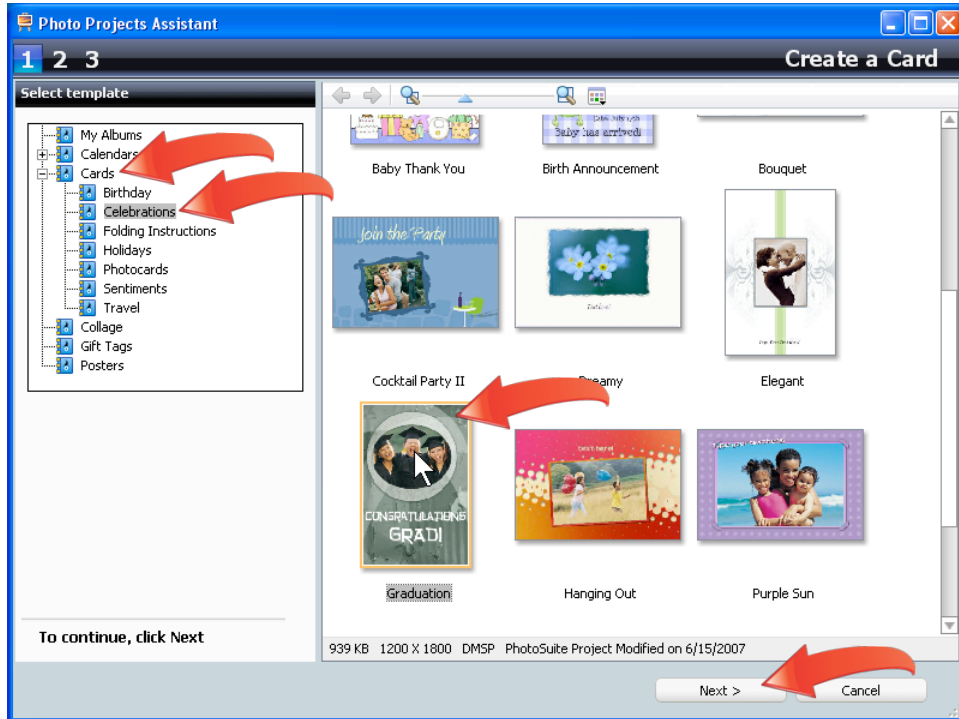 Photo Projects Assistant
1 2 3
Create a Card
Select template
My Albums
Calendars
Cards
Birthday
Celebrations
Folding Instructions
Holidays
Photocards
Sentiments
Travel
Collage
Gift Tags
Posters
To continue, click Next
Baby has arrived!
Baby Thank You
Birth Announcement
Bouquet
Join the Party
Cocktail Party II
Dreamy
Elegant
CONGRATULATIONS
GRAD!
Graduation
Hanging Out
Purple Sun
939 KB 1200 X 1800 DMSP PhotoSuite Project Modified on 6/15/2007
Next >
Cancel